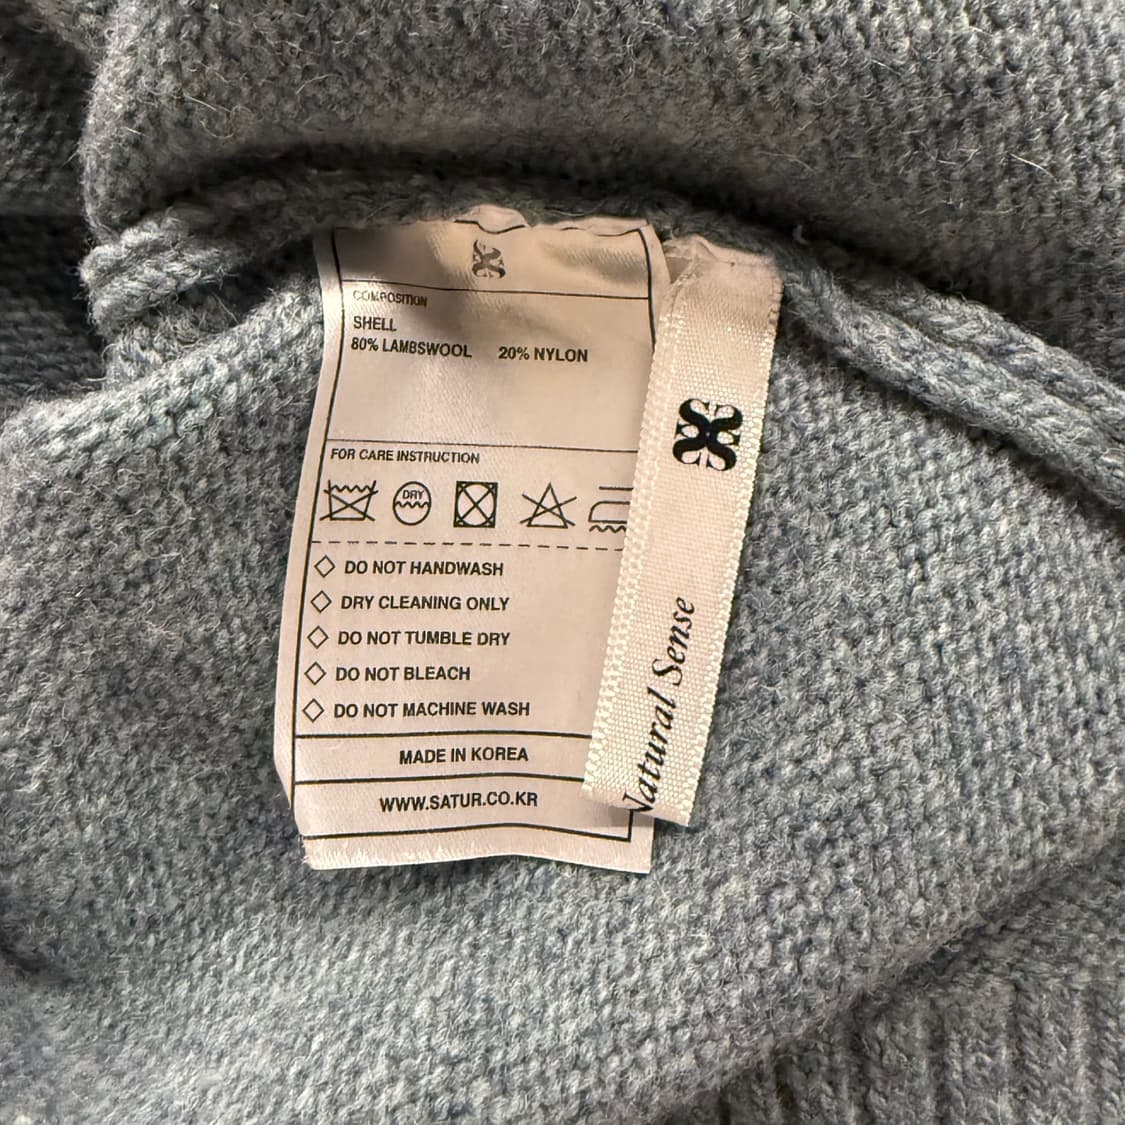 COMPOSITION
SHELL
80% LAMBSWOOL 20% NYLON
FOR CARE INSTRUCTION
DRY
DO NOT HANDWASH
DRY CLEANING ONLY
DO NOT TUMBLE DRY
DO NOT BLEACH
DO NOT MACHINE WASH
MADE IN KOREA
WWW.SATUR.CO.KR
Natural Sense